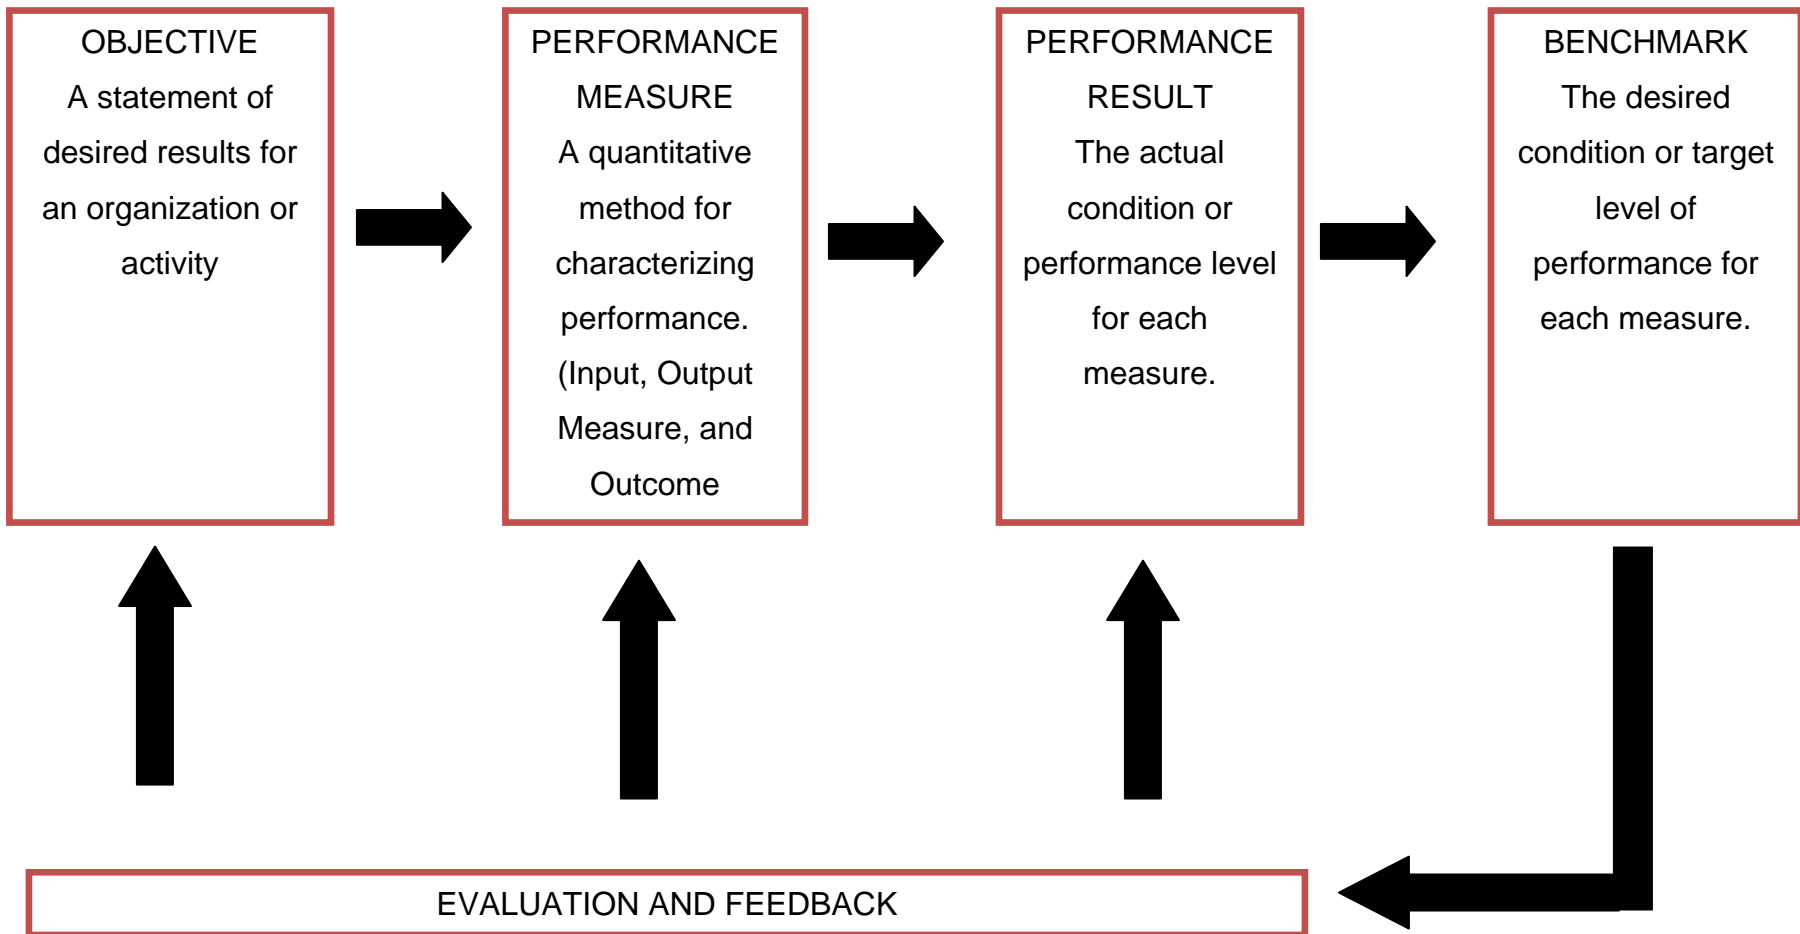 OBJECTIVE
A statement of
desired results for
an organization or
activity
PERFORMANCE
MEASURE
A quantitative
method for
characterizing
performance.
(Input, Output
Measure, and
Outcome
PERFORMANCE
RESULT
The actual
condition or
performance level
for each
measure.
BENCHMARK
The desired
condition or target
level of
performance for
each measure.
EVALUATION AND FEEDBACK